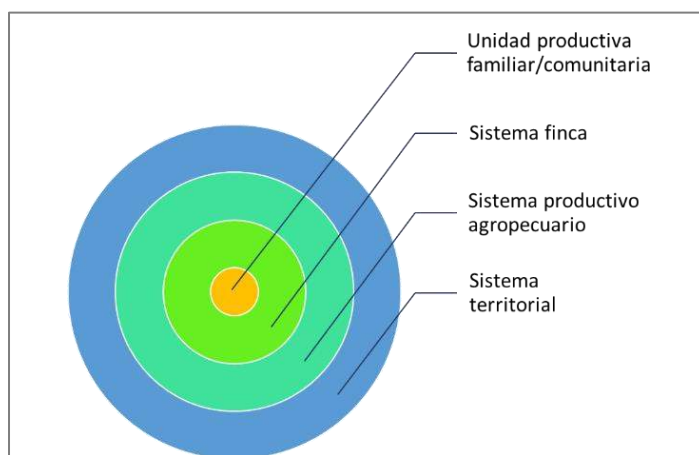 Unidad productiva
familiar/comunitaria
Sistema finca
Sistema productivo
agropecuario
Sistema
territorial